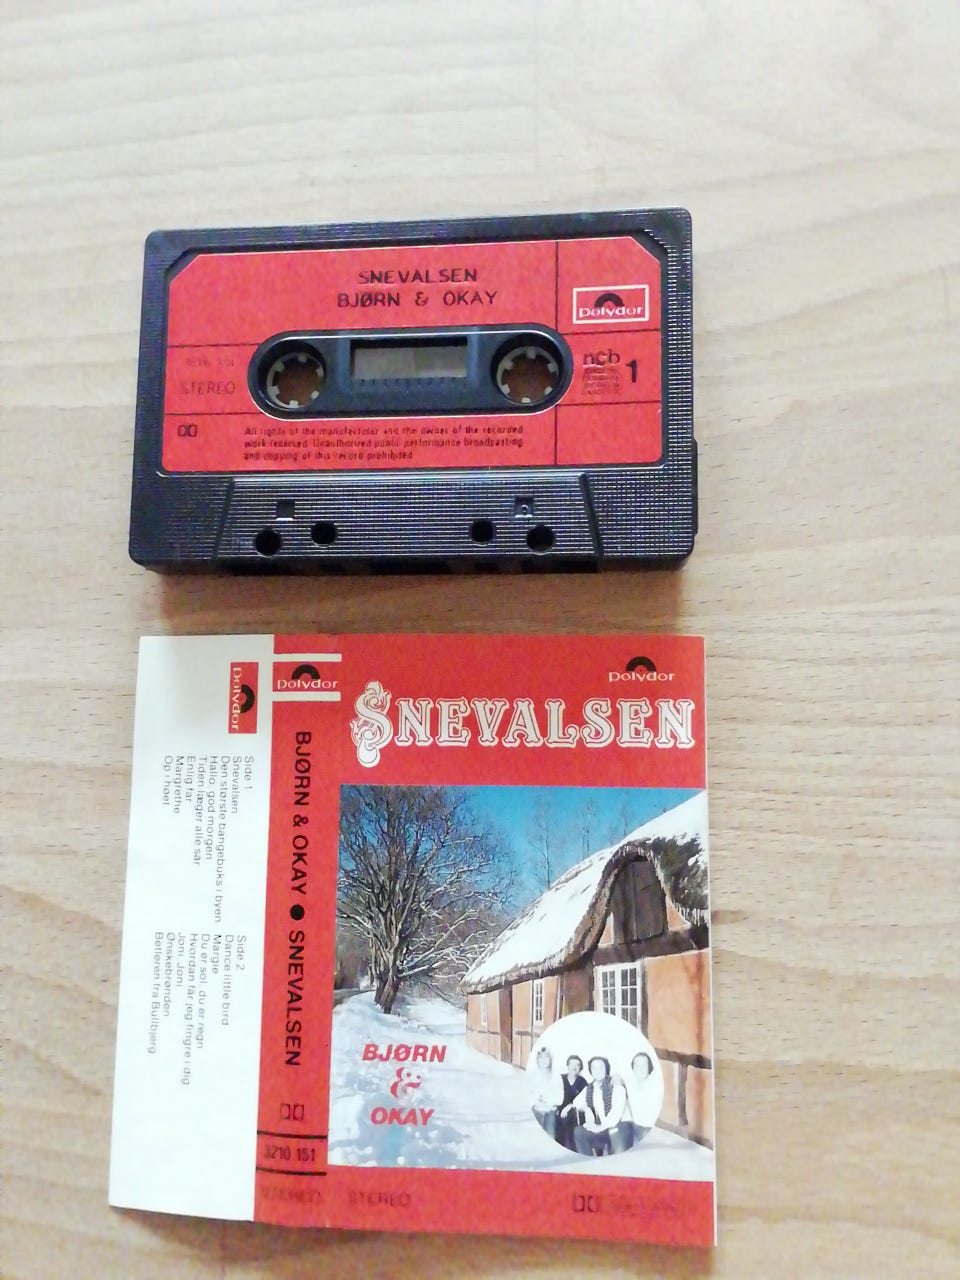 SNEVALSEN
BJØRN & OKAY
polydor
STEREO
ncb
1
All rights of the manufacturer and the owner of the recorded
work reserved. Unauthorized public performance broadcasting
and copying of this record prohibited
polydor
Side 1
Snevalsen
Den største bangebuks i byen
Hallo, god morgen
Tiden læger alle sår
Enlig far
Margrethe
Op i høet
Side 2
Dance little bird
Margie
Du er sol, du er regn
Hvordan får jeg fingre i dig
Joni, Joni
Ønskebrønden
Betleren fra Bullbjerg
polydor
BJØRN & OKAY ● SNEVALSEN
3210 151
STEREO
polydor
SNEVALSEN
BJØRN
&
OKAY
STEREO